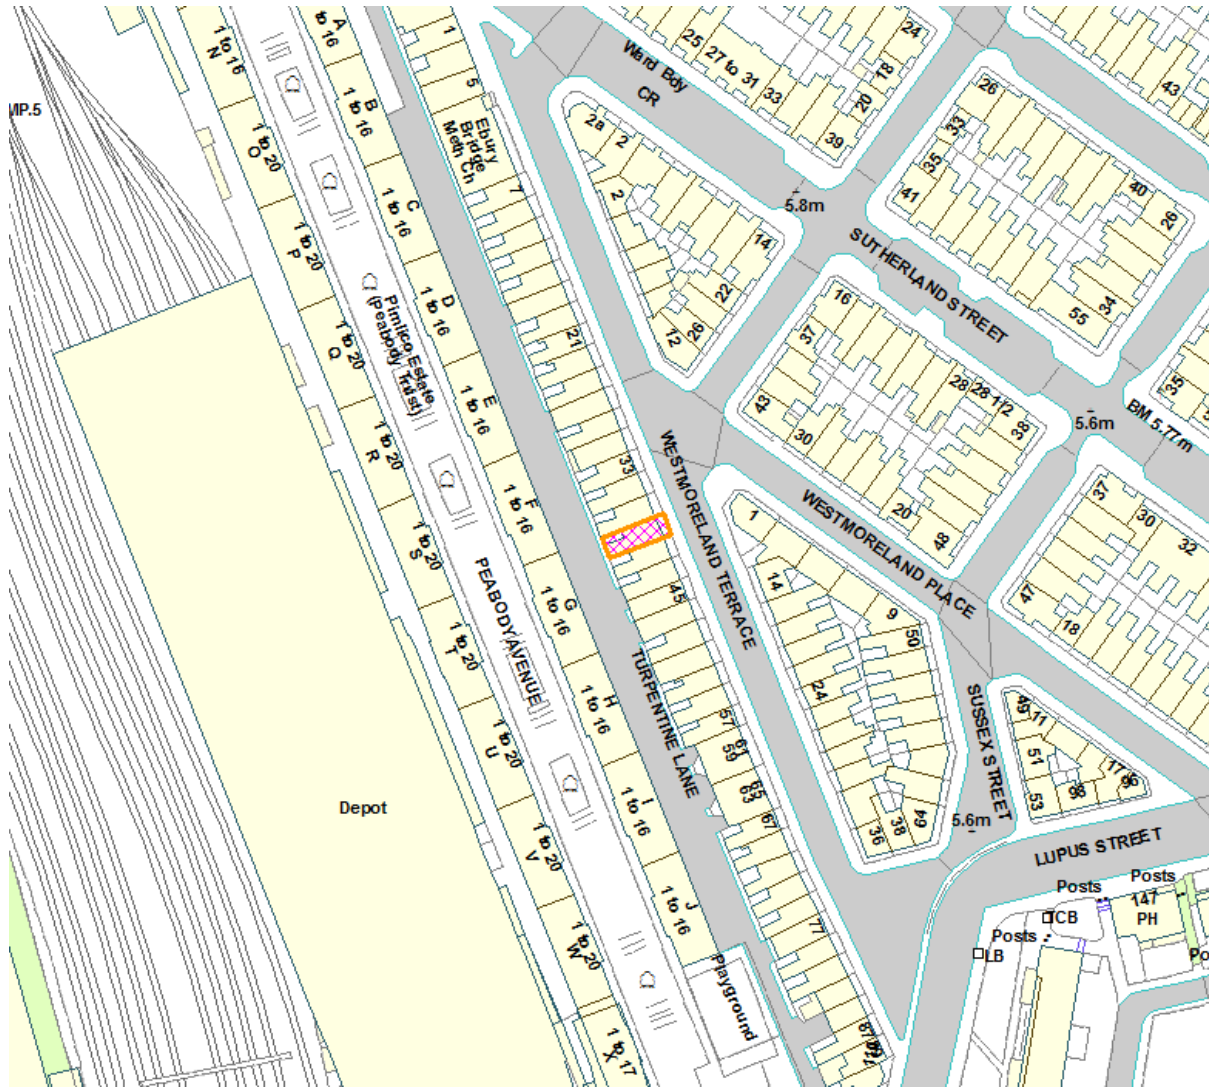 1 to 16
N
A
to 16
1
5
B
1 to 16
MP.5
1 to 20
O
Ebury
Bridge
Meth Ch
7
C
1 to 16
1 to 20
P
D
1 to 16
Pimlico Estate
(Peabody Trust)
1 to 20
Q
21
E
1 to 16
1 to 20
R
33
F
1 to 16
1 to 20
S
45
G
1 to 16
PEABODY AVENUE
1 to 20
T
TURPENTINE LANE
WESTMORELAND TERRACE
H
1 to 16
1 to 20
U
57
61
59
65
63
67
I
1 to 16
Depot
1 to 20
V
J
1 to 16
77
1 to 20
W
Playground
1 to 17
X
Ward Bdy
CR
25
27 to 31
33
24
18
20
39
43
2a
2
2
14
22
26
12
5.8m
26
33
35
41
40
26
34
55
SUTHERLAND STREET
16
37
43
30
28
28 1/2
38
20
48
5.6m
BM 5.77m
35
WESTMORELAND PLACE
37
30
32
47
18
1
14
9
50
24
36
38
64
SUSSEX STREET
49
11
51
53
17
5.6m
LUPUS STREET
Posts
Posts
TCB
147
PH
Posts
LB
Po